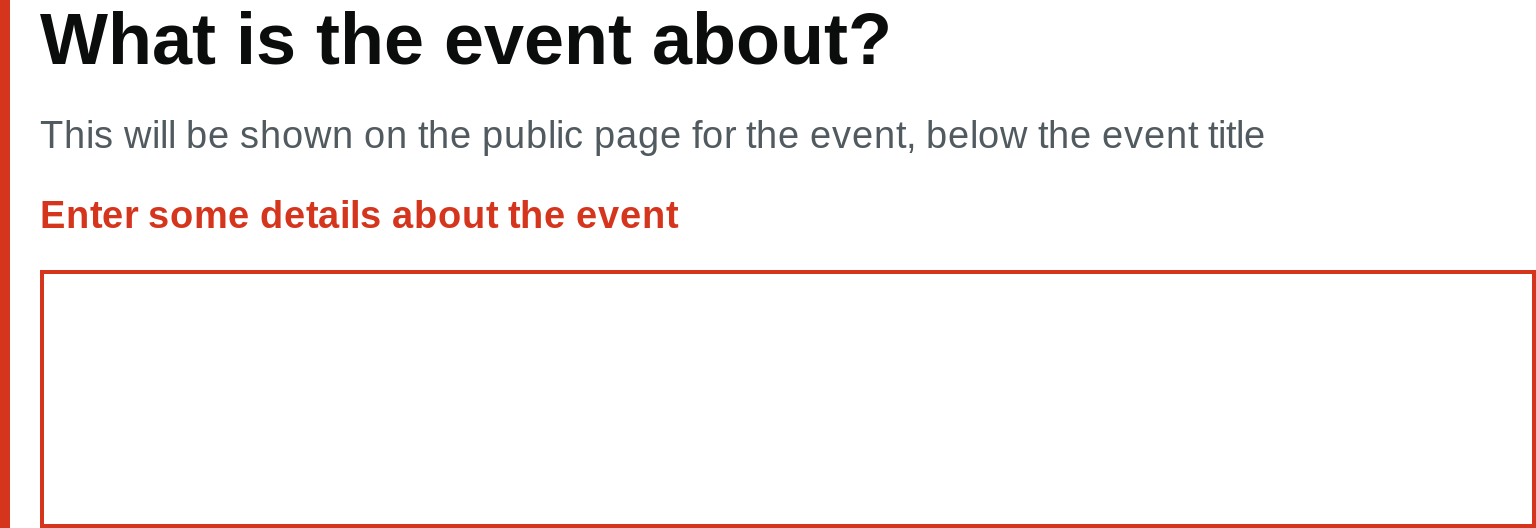 What is the event about?
This will be shown on the public page for the event, below the event title
Enter some details about the event